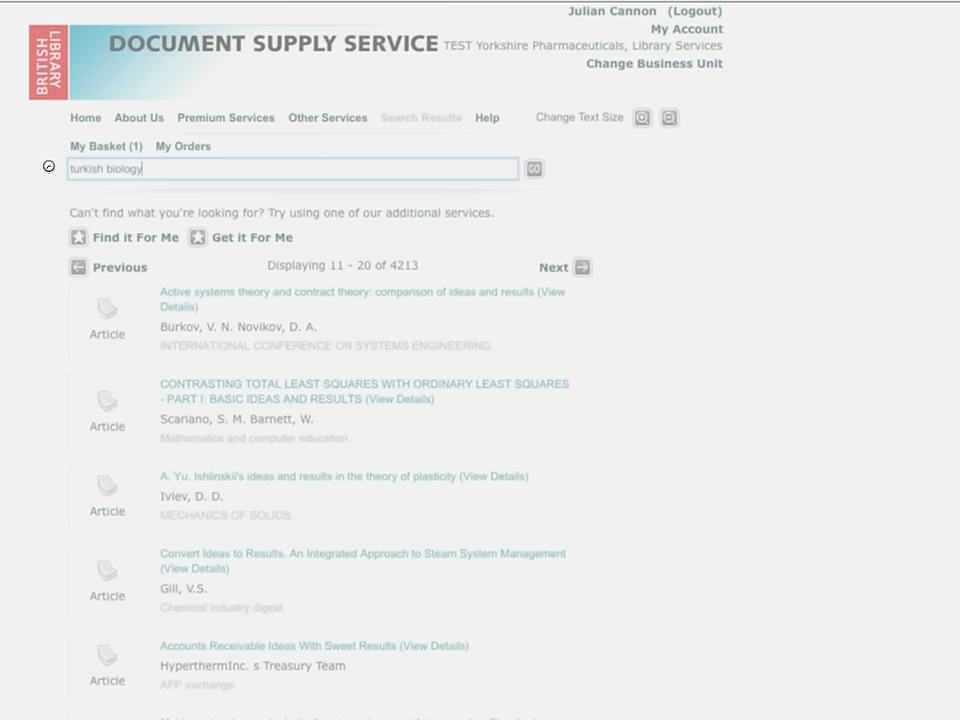 Julian Cannon (Logout)
My Account
BRITISH
LIBRARY
DOCUMENT SUPPLY SERVICE
TEST Yorkshire Pharmaceuticals, Library Services
Change Business Unit
Home About Us Premium Services Other Services Search Results Help Change Text Size
My Basket (1) My Orders
turkish biology GO
Can't find what you're looking for? Try using one of our additional services.
Find it For Me Get it For Me
Previous Displaying 11 - 20 of 4213 Next
Active systems theory and contract theory: comparison of ideas and results (View
Details)
Article
Burkov, V. N. Novikov, D. A.
INTERNATIONAL CONFERENCE ON SYSTEMS ENGINEERING.
CONTRASTING TOTAL LEAST SQUARES WITH ORDINARY LEAST SQUARES
- PART I: BASIC IDEAS AND RESULTS (View Details)
Article
Scariano, S. M. Barnett, W.
Mathematics and computer education.
A. Yu. Ishlinskii's ideas and results in the theory of plasticity (View Details)
Article
Ivlev, D. D.
MECHANICS OF SOLIDS.
Convert Ideas to Results. An Integrated Approach to Steam System Management
(View Details)
Article
Gill, V.S.
Chemical industry digest.
Accounts Receivable Ideas With Sweet Results (View Details)
Article
HyperthermInc. s Treasury Team
AFP exchange.